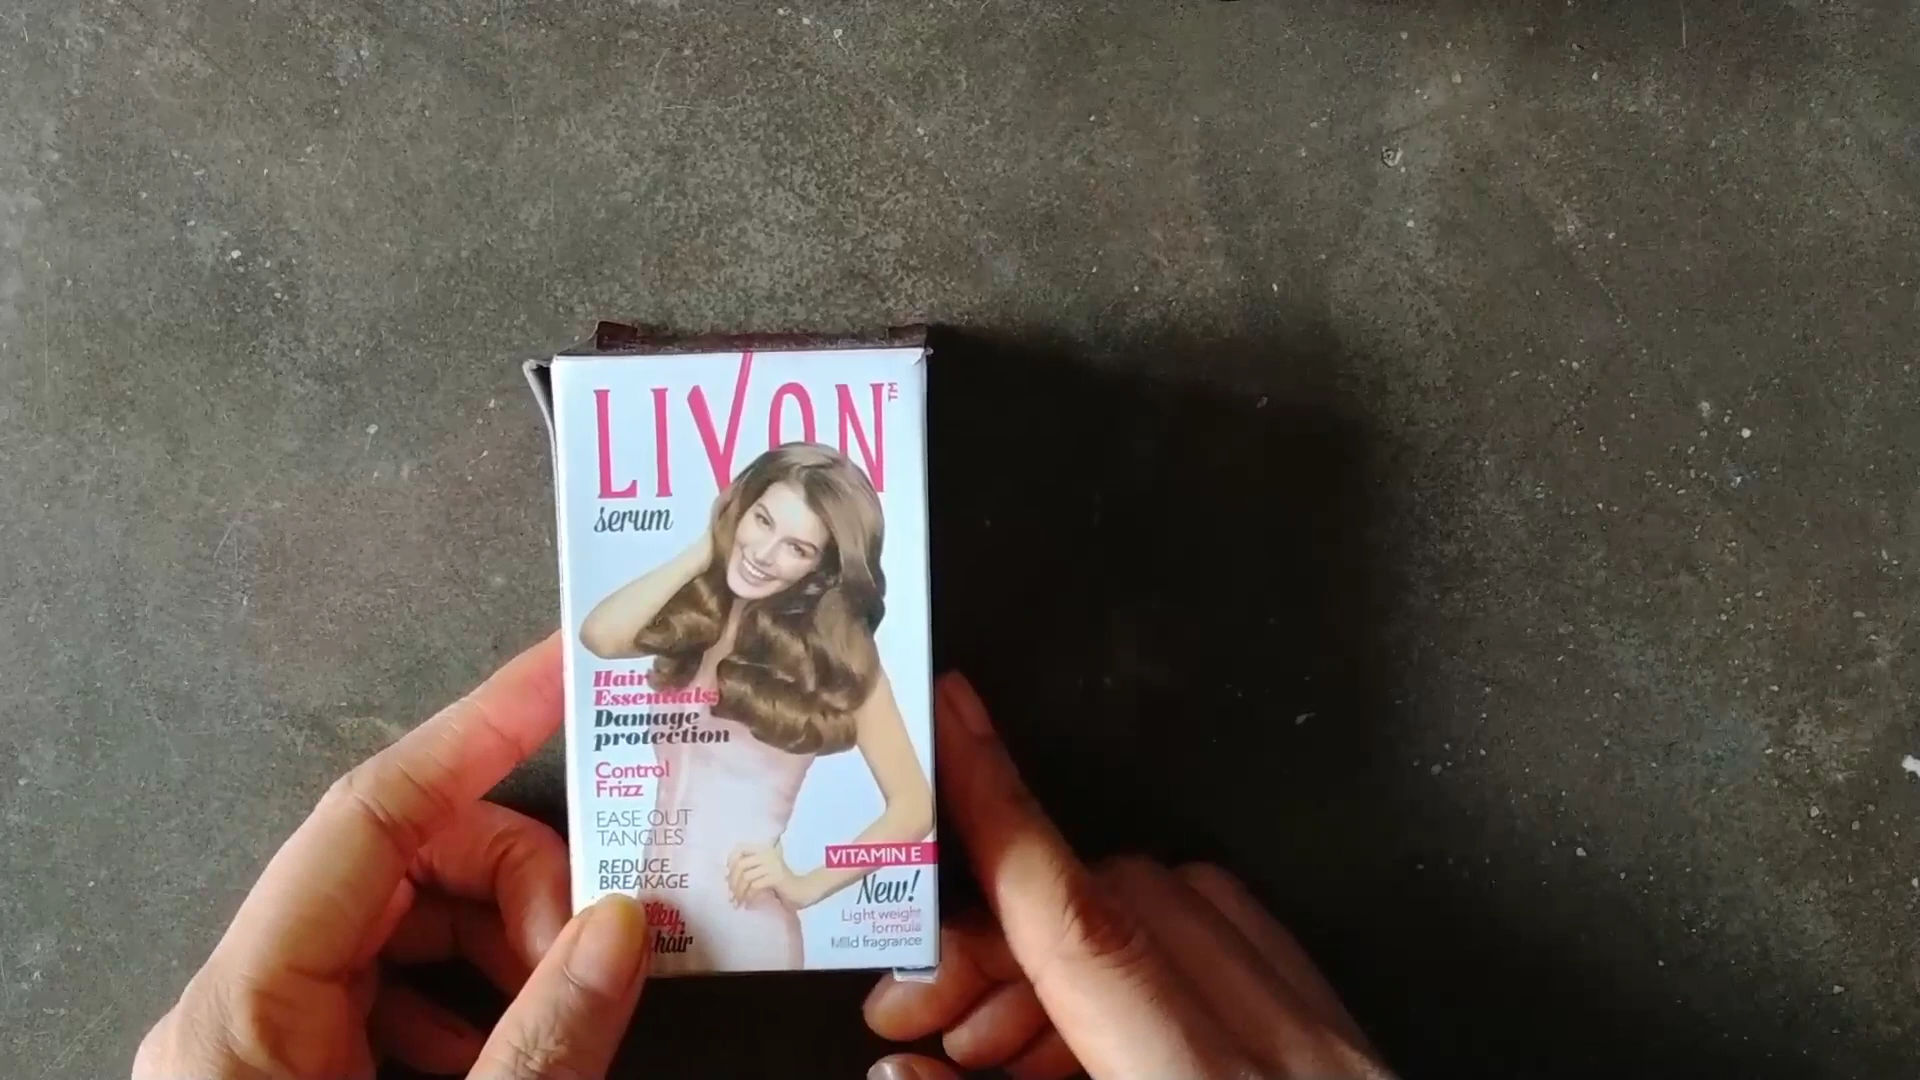 LIVON™
serum
Hair
Essentials:
Damage
protection
Control
Frizz
EASE OUT
TANGLES
REDUCE
BREAKAGE
hair
VITAMIN E
New!
Light weight
formula
Mild fragrance